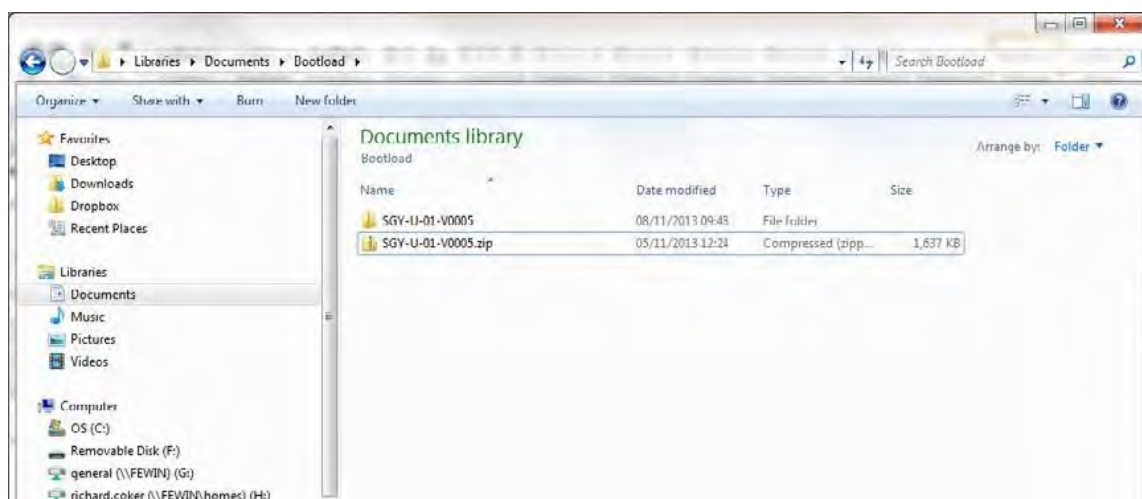 Libraries Documents Bootload Search Bootload
Organize Share with Burn New folder
Favorites
Desktop
Downloads
Dropbox
Recent Places
Libraries
Documents
Music
Pictures
Videos
Computer
OS (C:)
Removable Disk (F:)
general (\\FEWIN) (G:)
richard.coker (\\FEWIN\homes) (H:)
Documents library
Bootload
Arrange by: Folder
Name Date modified Type Size
SGY-U-01-V0005 08/11/2013 09:43 File folder
SGY-U-01-V0005.zip 05/11/2013 12:24 Compressed (zipp... 1,637 KB